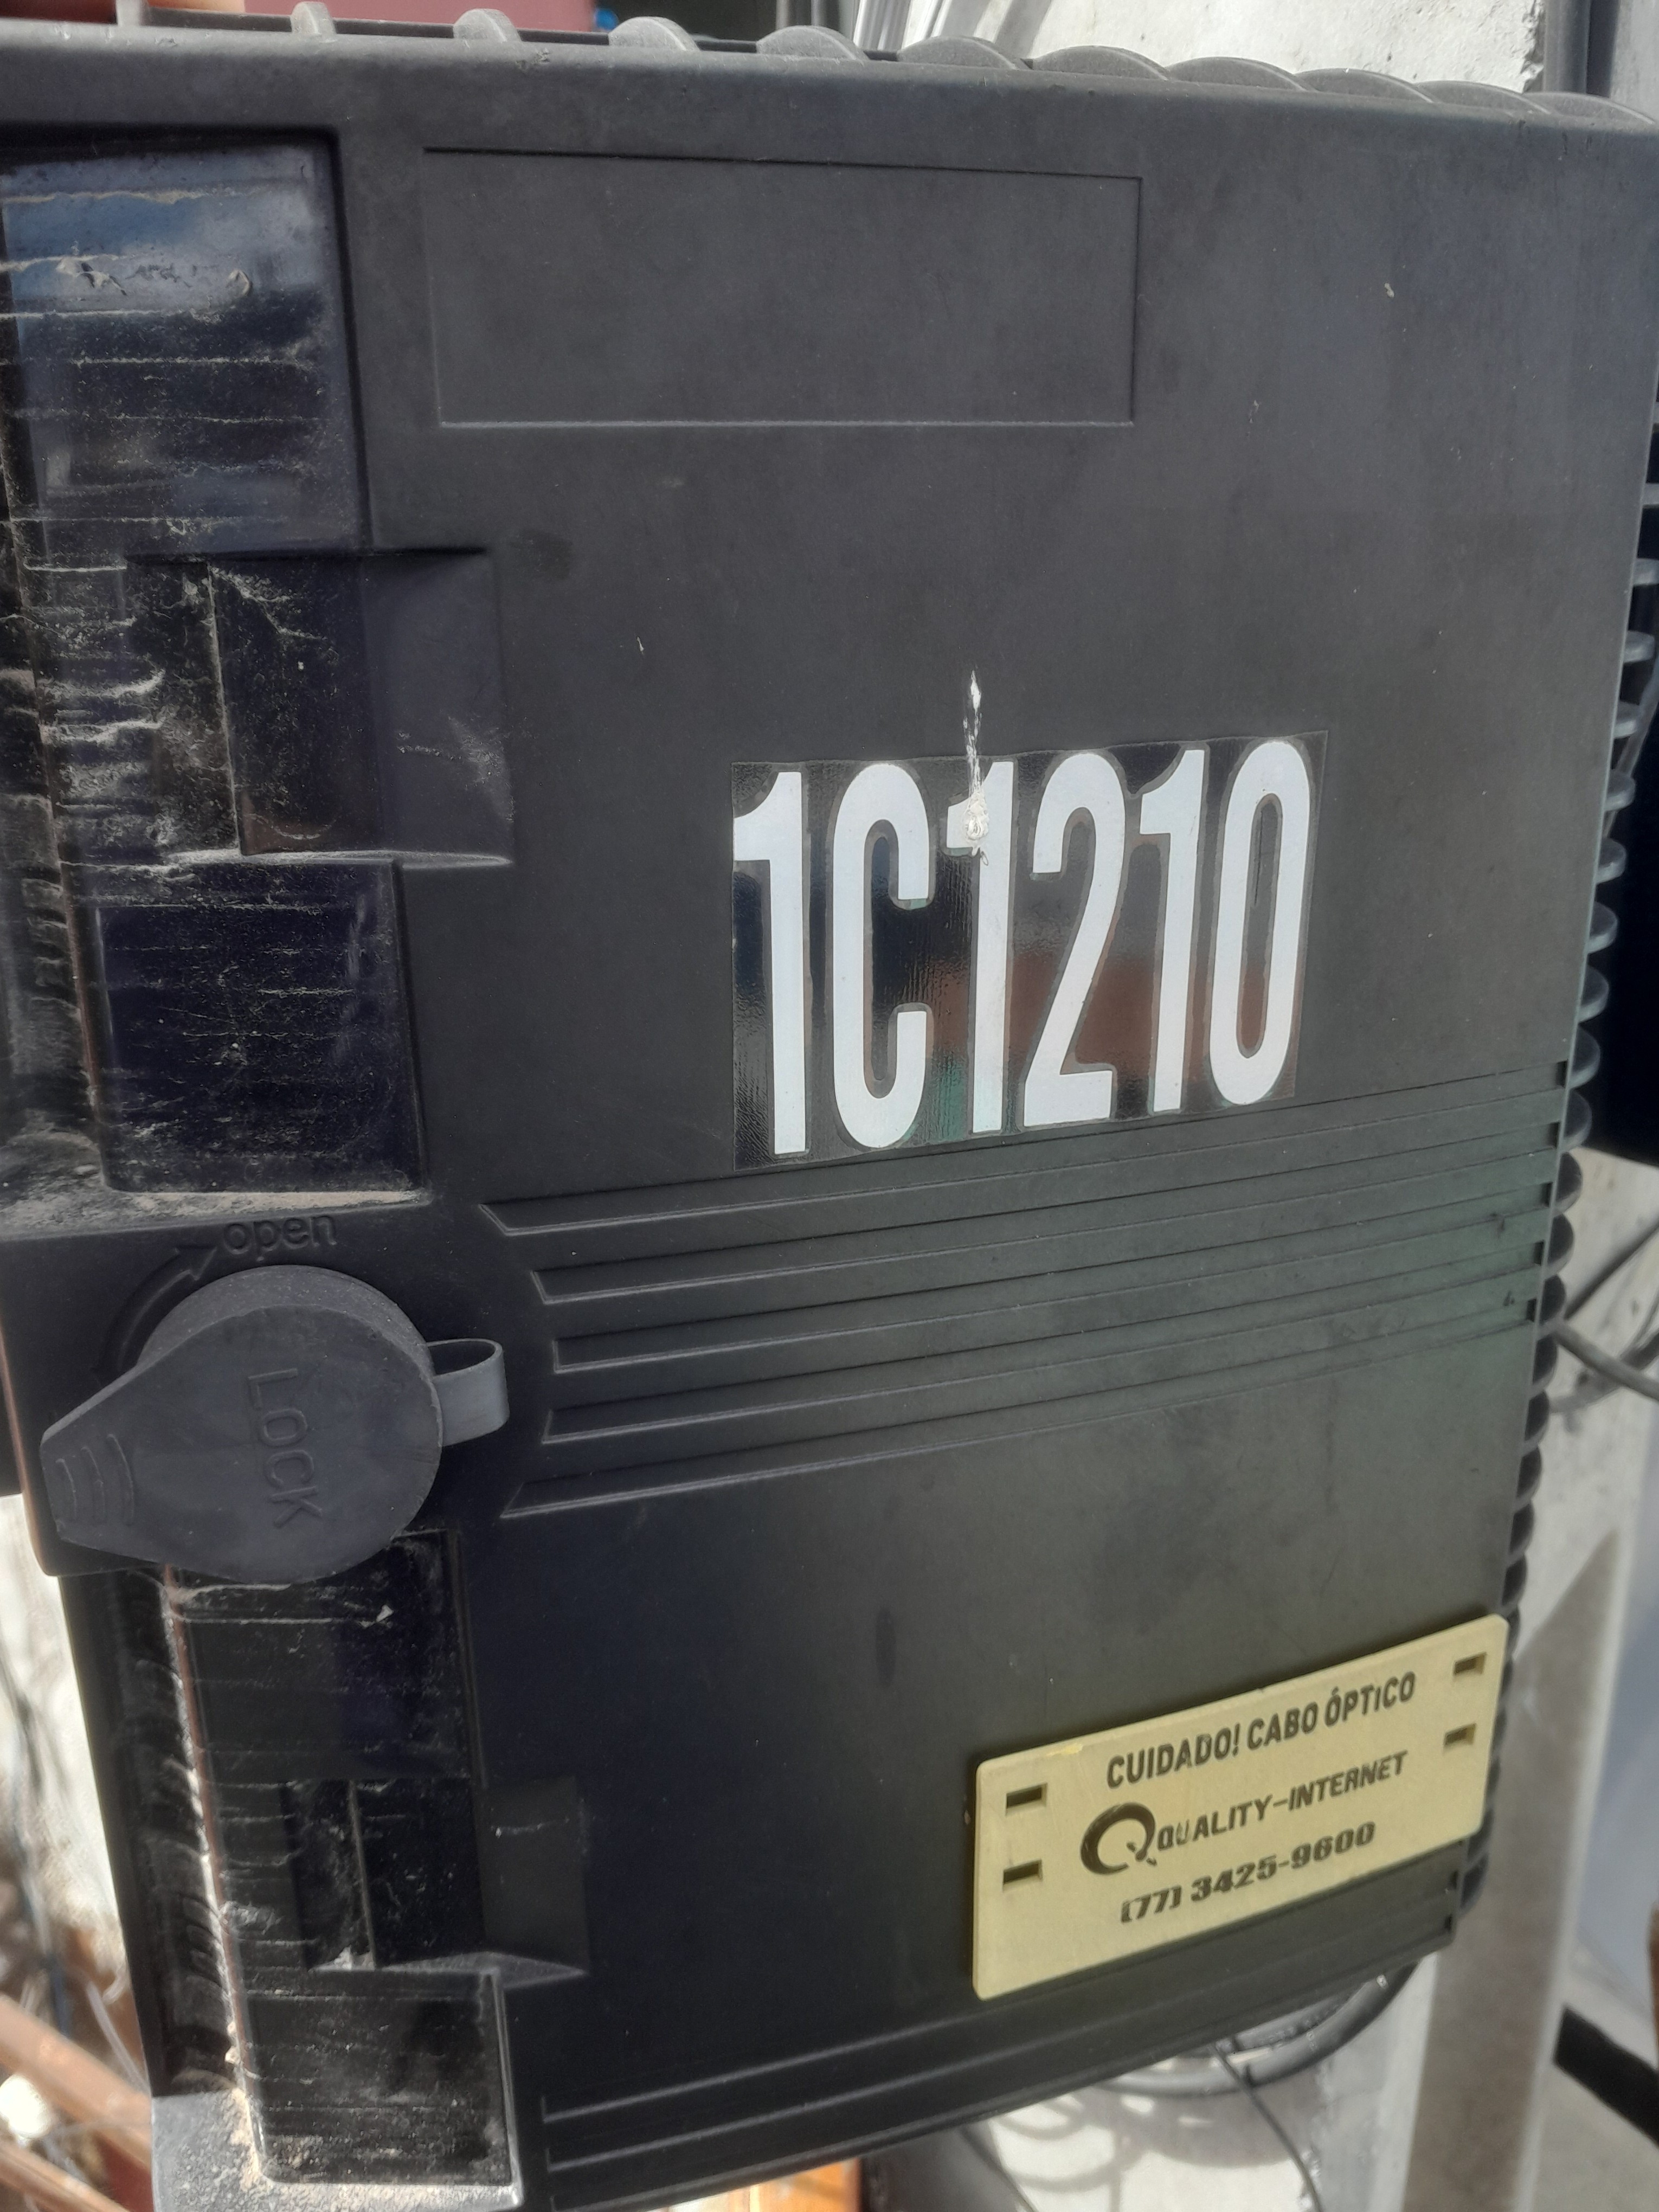 1C1210
open
LOCK
CUIDADO! CABO ÓPTICO
QUALITY-INTERNET
(77) 3425-9600